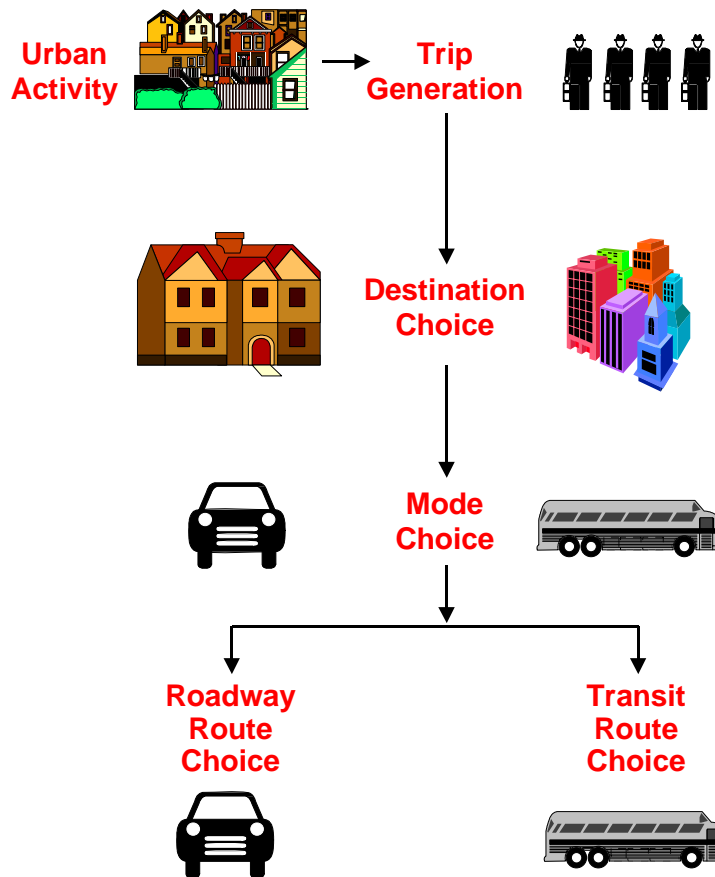 Urban
Activity
Trip
Generation
Destination
Choice
Mode
Choice
Roadway
Route
Choice
Transit
Route
Choice